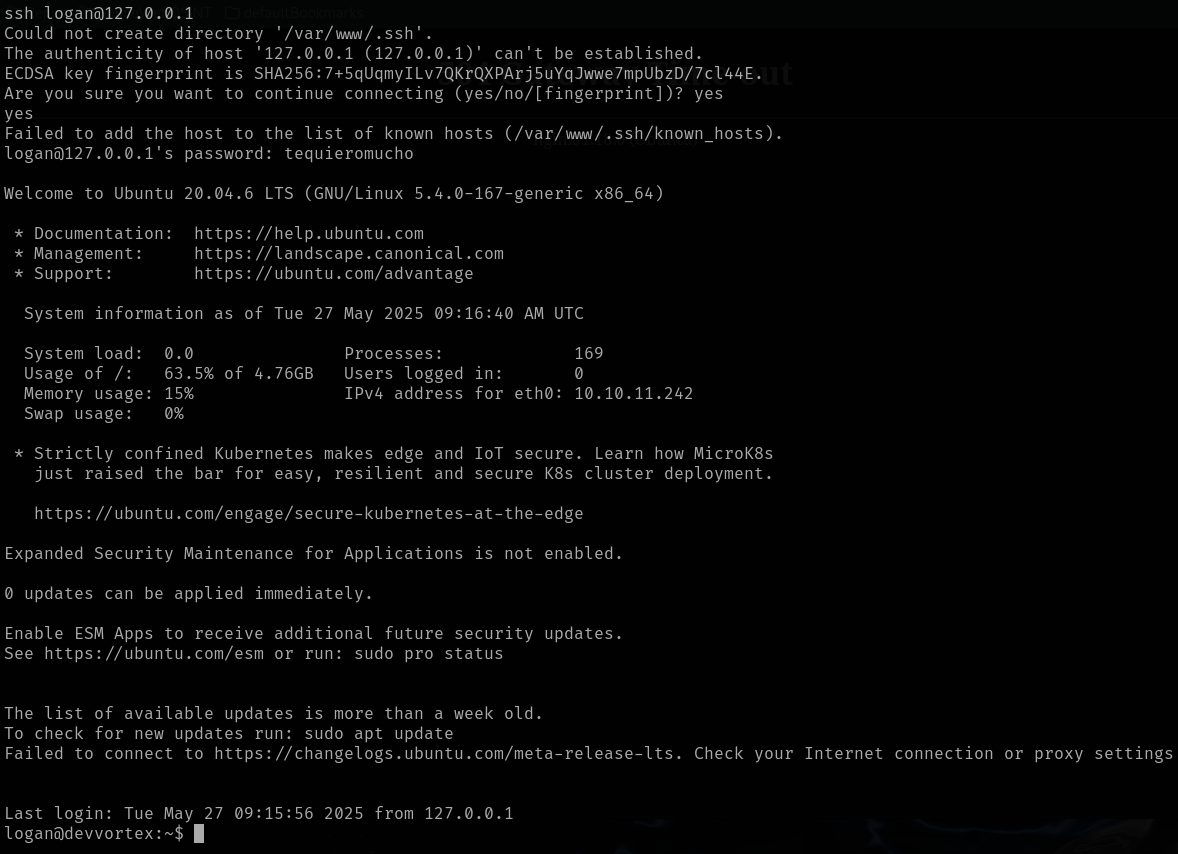 ssh logan@127.0.0.1
Could not create directory '/var/www/.ssh'.
The authenticity of host '127.0.0.1 (127.0.0.1)' can't be established.
ECDSA key fingerprint is SHA256:7+5qUqmyILv7QKrQXPArj5uYqJwwe7mpUbzD/7cl44E.
Are you sure you want to continue connecting (yes/no/[fingerprint])? yes
yes
Failed to add the host to the list of known hosts (/var/www/.ssh/known_hosts).
logan@127.0.0.1's password: tequieromucho
Welcome to Ubuntu 20.04.6 LTS (GNU/Linux 5.4.0-167-generic x86_64)
* Documentation:  https://help.ubuntu.com
* Management:     https://landscape.canonical.com
* Support:        https://ubuntu.com/advantage
System information as of Tue 27 May 2025 09:16:40 AM UTC
System load:  0.0               Processes:             169
Usage of /:   63.5% of 4.76GB   Users logged in:       0
Memory usage: 15%               IPv4 address for eth0: 10.10.11.242
Swap usage:   0%
* Strictly confined Kubernetes makes edge and IoT secure. Learn how MicroK8s
just raised the bar for easy, resilient and secure K8s cluster deployment.
https://ubuntu.com/engage/secure-kubernetes-at-the-edge
Expanded Security Maintenance for Applications is not enabled.
0 updates can be applied immediately.
Enable ESM Apps to receive additional future security updates.
See https://ubuntu.com/esm or run: sudo pro status
The list of available updates is more than a week old.
To check for new updates run: sudo apt update
Failed to connect to https://changelogs.ubuntu.com/meta-release-lts. Check your Internet connection or proxy settings
Last login: Tue May 27 09:15:56 2025 from 127.0.0.1
logan@devvortex:~$